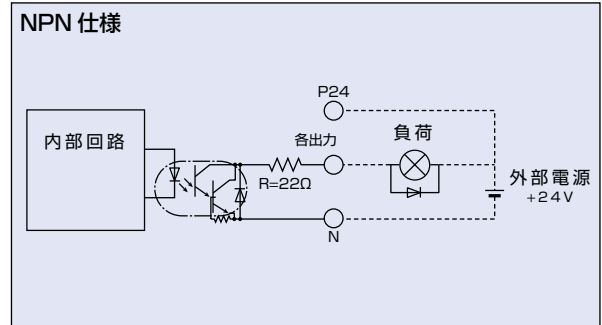 NPN 仕様
P24
内部回路
各出力
負荷
R=22Ω
外部電源
+24V
N